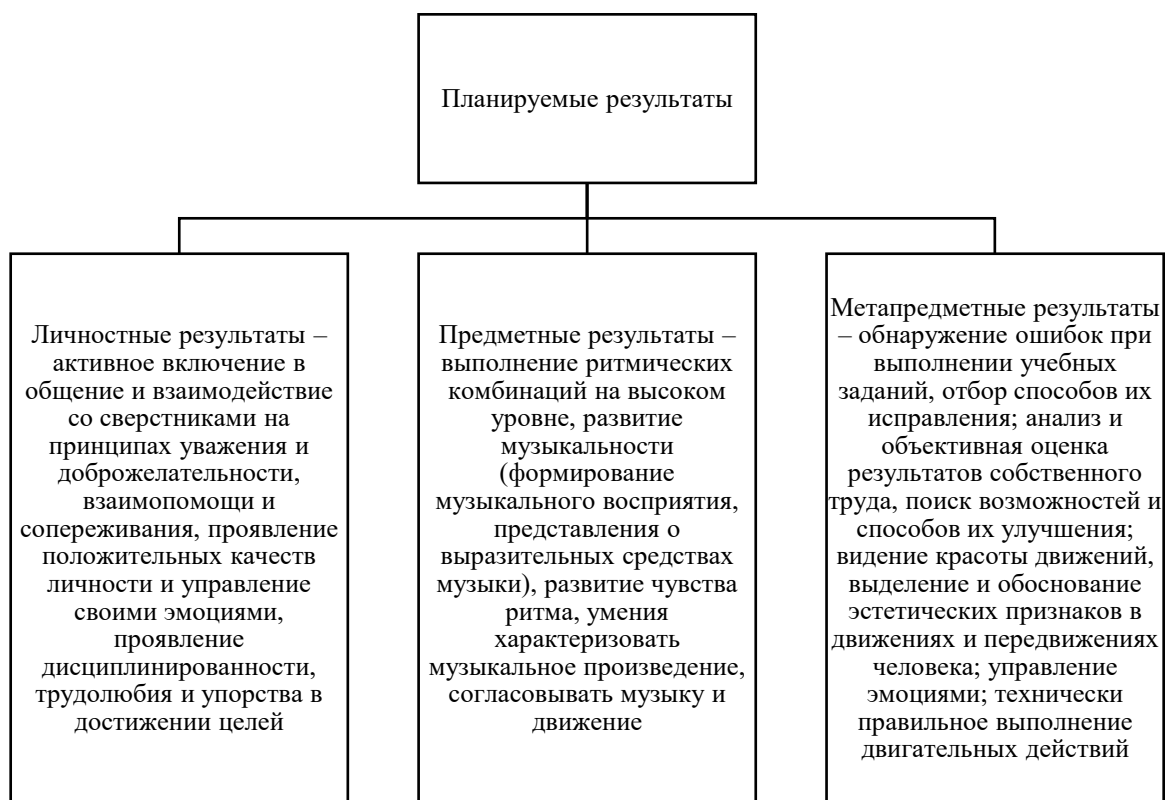 Планируемые результаты
Личностные результаты –
активное включение в
общение и взаимодействие
со сверстниками на
принципах уважения и
доброжелательности,
взаимопомощи и
сопереживания, проявление
положительных качеств
личности и управление
своими эмоциями,
проявление
дисциплинированности,
трудолюбия и упорства в
достижении целей
Предметные результаты –
выполнение ритмических
комбинаций на высоком
уровне, развитие
музыкальности
(формирование
музыкального восприятия,
представления о
выразительных средствах
музыки), развитие чувства
ритма, умения
характеризовать
музыкальное произведение,
согласовывать музыку и
движение
Метапредметные результаты
– обнаружение ошибок при
выполнении учебных
заданий, отбор способов их
исправления; анализ и
объективная оценка
результатов собственного
труда, поиск возможностей и
способов их улучшения;
видение красоты движений,
выделение и обоснование
эстетических признаков в
движениях и передвижениях
человека; управление
эмоциями; технически
правильное выполнение
двигательных действий